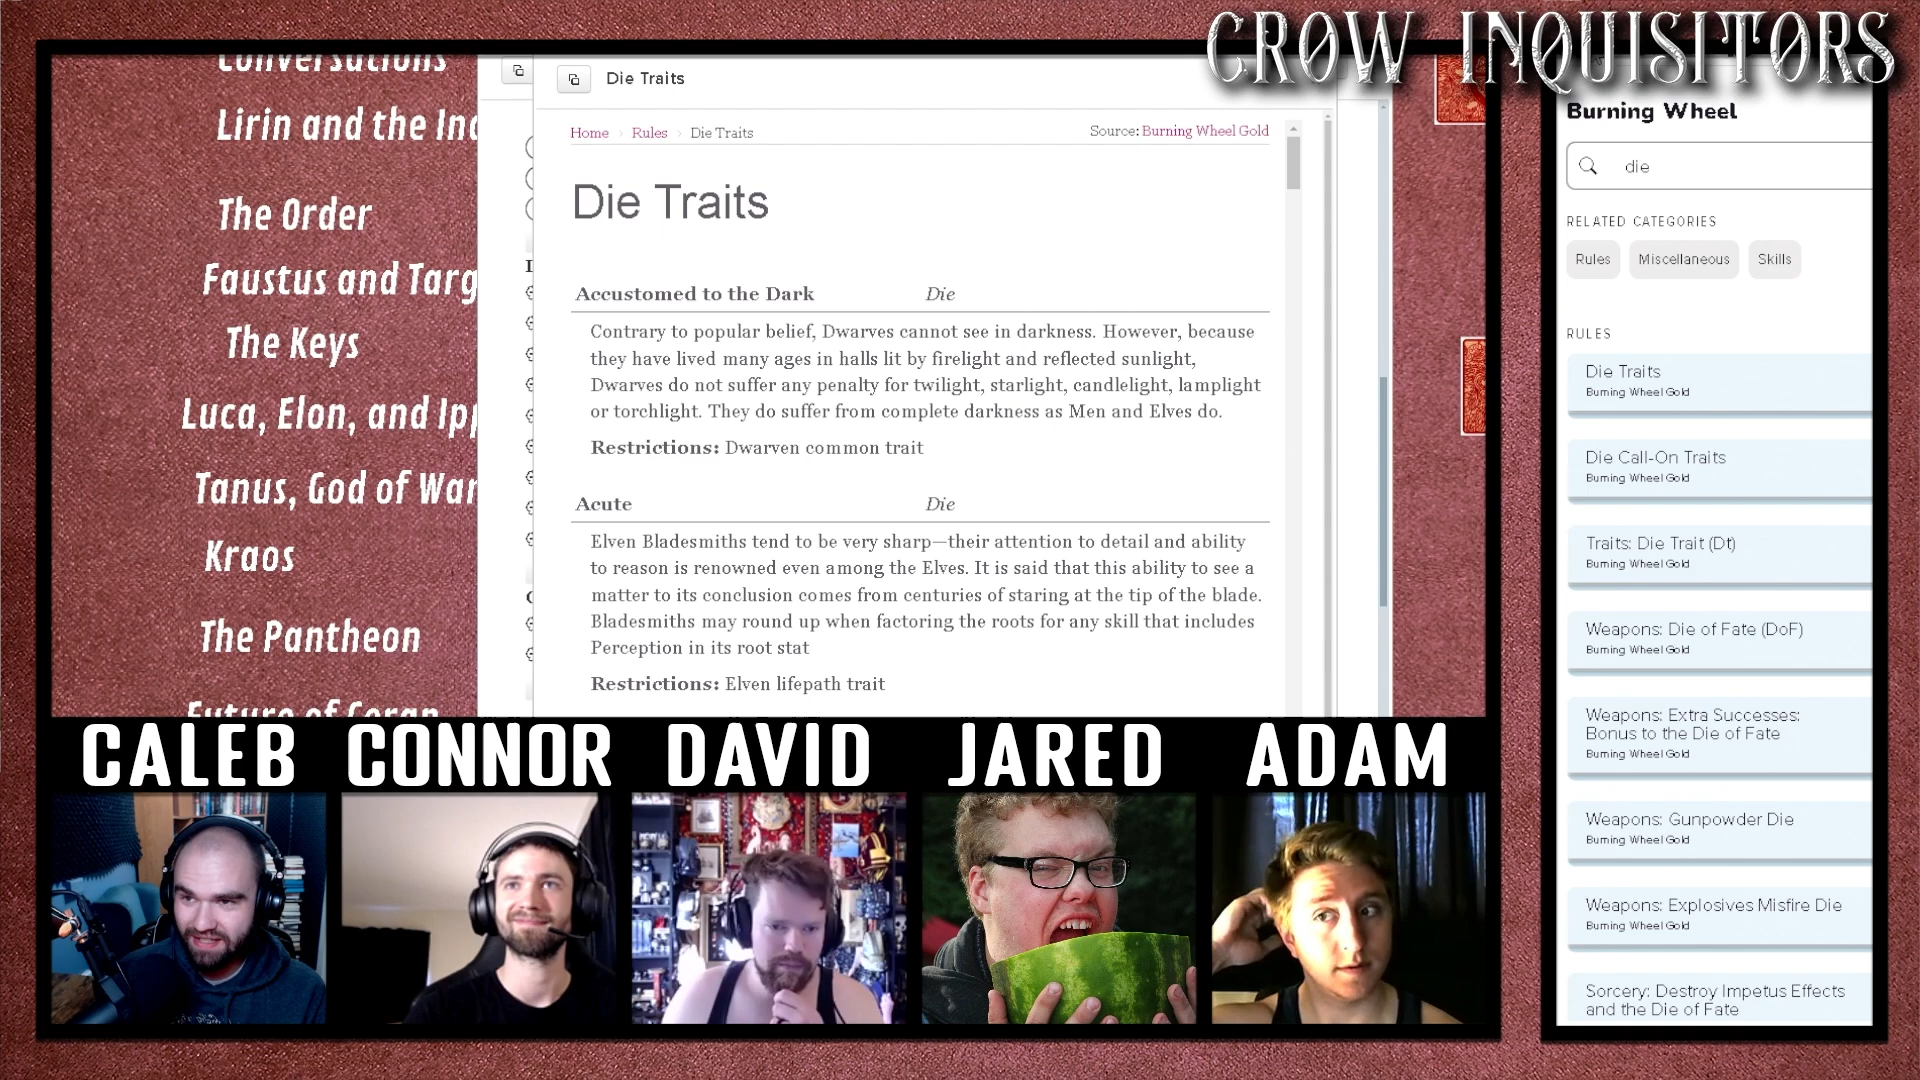 CROW INQUISITORS
Conversations
Lirin and the Inq
The Order
Faustus and Targ
The Keys
Luca, Elon, and Ipp
Tanus, God of War
Kraos
The Pantheon
Future of Goran
Die Traits
Home › Rules › Die Traits
Source: Burning Wheel Gold
Die Traits
Accustomed to the Dark Die
Contrary to popular belief, Dwarves cannot see in darkness. However, because
they have lived many ages in halls lit by firelight and reflected sunlight,
Dwarves do not suffer any penalty for twilight, starlight, candlelight, lamplight
or torchlight. They do suffer from complete darkness as Men and Elves do.
Restrictions: Dwarven common trait
Acute Die
Elven Bladesmiths tend to be very sharp—their attention to detail and ability
to reason is renowned even among the Elves. It is said that this ability to see a
matter to its conclusion comes from centuries of staring at the tip of the blade.
Bladesmiths may round up when factoring the roots for any skill that includes
Perception in its root stat
Restrictions: Elven lifepath trait
Burning Wheel
die
RELATED CATEGORIES
Rules Miscellaneous Skills
RULES
Die Traits
Burning Wheel Gold
Die Call-On Traits
Burning Wheel Gold
Traits: Die Trait (Dt)
Burning Wheel Gold
Weapons: Die of Fate (DoF)
Burning Wheel Gold
Weapons: Extra Successes:
Bonus to the Die of Fate
Burning Wheel Gold
Weapons: Gunpowder Die
Burning Wheel Gold
Weapons: Explosives Misfire Die
Burning Wheel Gold
Sorcery: Destroy Impetus Effects
and the Die of Fate
CALEB CONNOR DAVID JARED ADAM